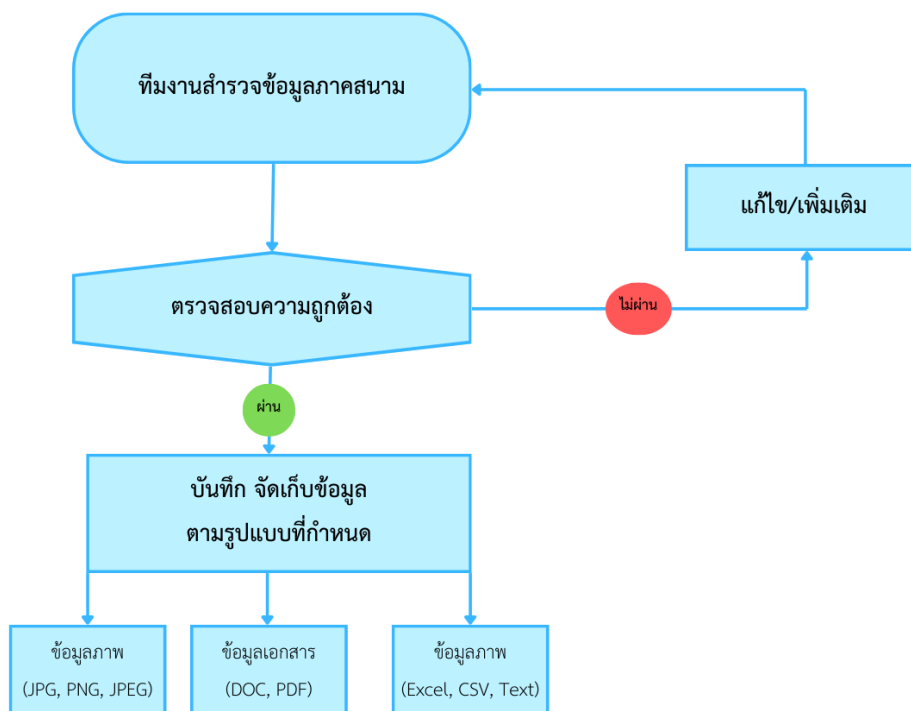 ทีมงานสำรวจข้อมูลภาคสนาม
แก้ไข/เพิ่มเติม
ตรวจสอบความถูกต้อง
ไม่ผ่าน
ผ่าน
บันทึก จัดเก็บข้อมูล
ตามรูปแบบที่กำหนด
ข้อมูลภาพ
(JPG, PNG, JPEG)
ข้อมูลเอกสาร
(DOC, PDF)
ข้อมูลภาพ
(Excel, CSV, Text)